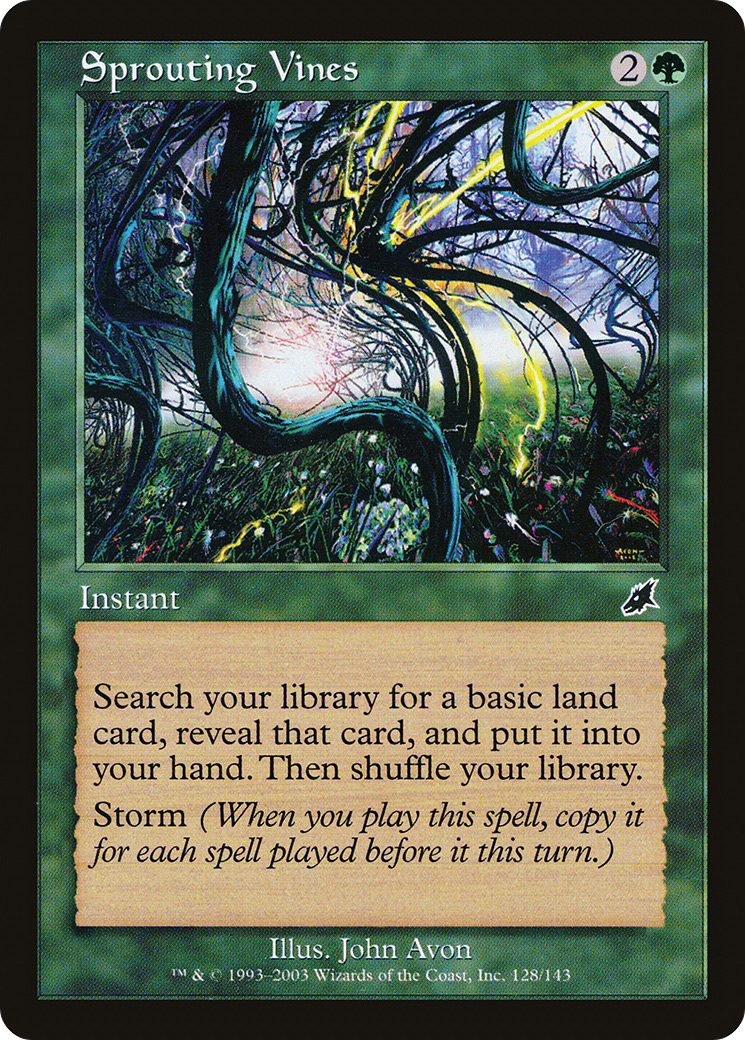 Sprouting Vines 2
Instant
Search your library for a basic land
card, reveal that card, and put it into
your hand. Then shuffle your library.
Storm (When you play this spell, copy it
for each spell played before it this turn.)
Illus. John Avon
™ & © 1993–2003 Wizards of the Coast, Inc. 128/143